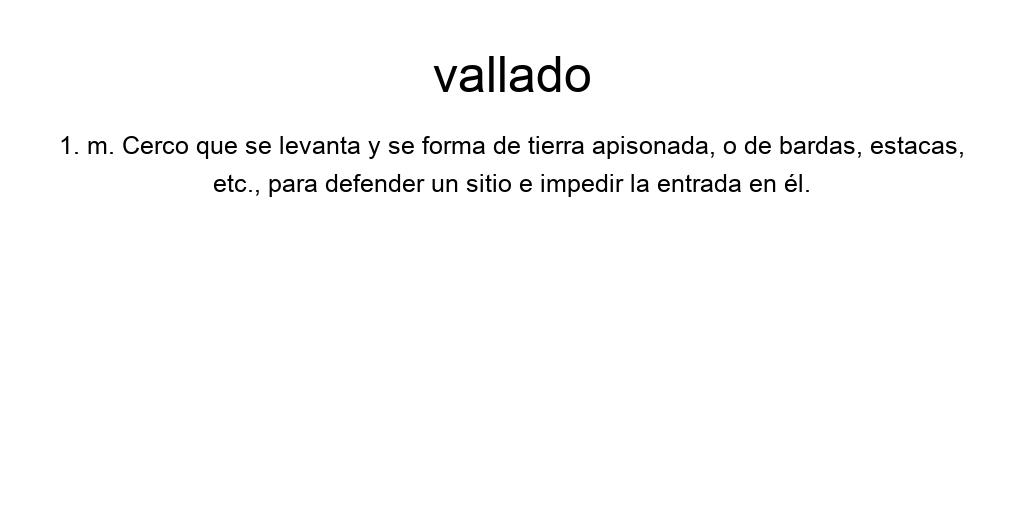 vallado
1. m. Cerco que se levanta y se forma de tierra apisonada, o de bardas, estacas,
etc., para defender un sitio e impedir la entrada en él.